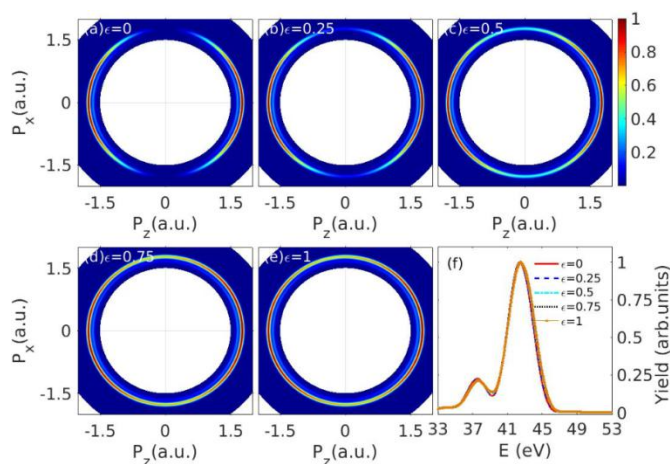 (a)ϵ=0
(b)ϵ=0.25
(c)ϵ=0.5
1.5
0
-1.5
P_x(a.u.)
-1.5 0 1.5
-1.5 0 1.5
-1.5 0 1.5
P_z(a.u.)
P_z(a.u.)
P_z(a.u.)
1
0.8
0.6
0.4
0.2
(d)ϵ=0.75
(e)ϵ=1
(f)
1.5
0
-1.5
P_x(a.u.)
-1.5 0 1.5
-1.5 0 1.5
P_z(a.u.)
P_z(a.u.)
ϵ=0
ϵ=0.25
ϵ=0.5
ϵ=0.75
ϵ=1
1
0.75
0.5
0.25
0
Yield (arb.units)
33 37 41 45 49 53
E (eV)